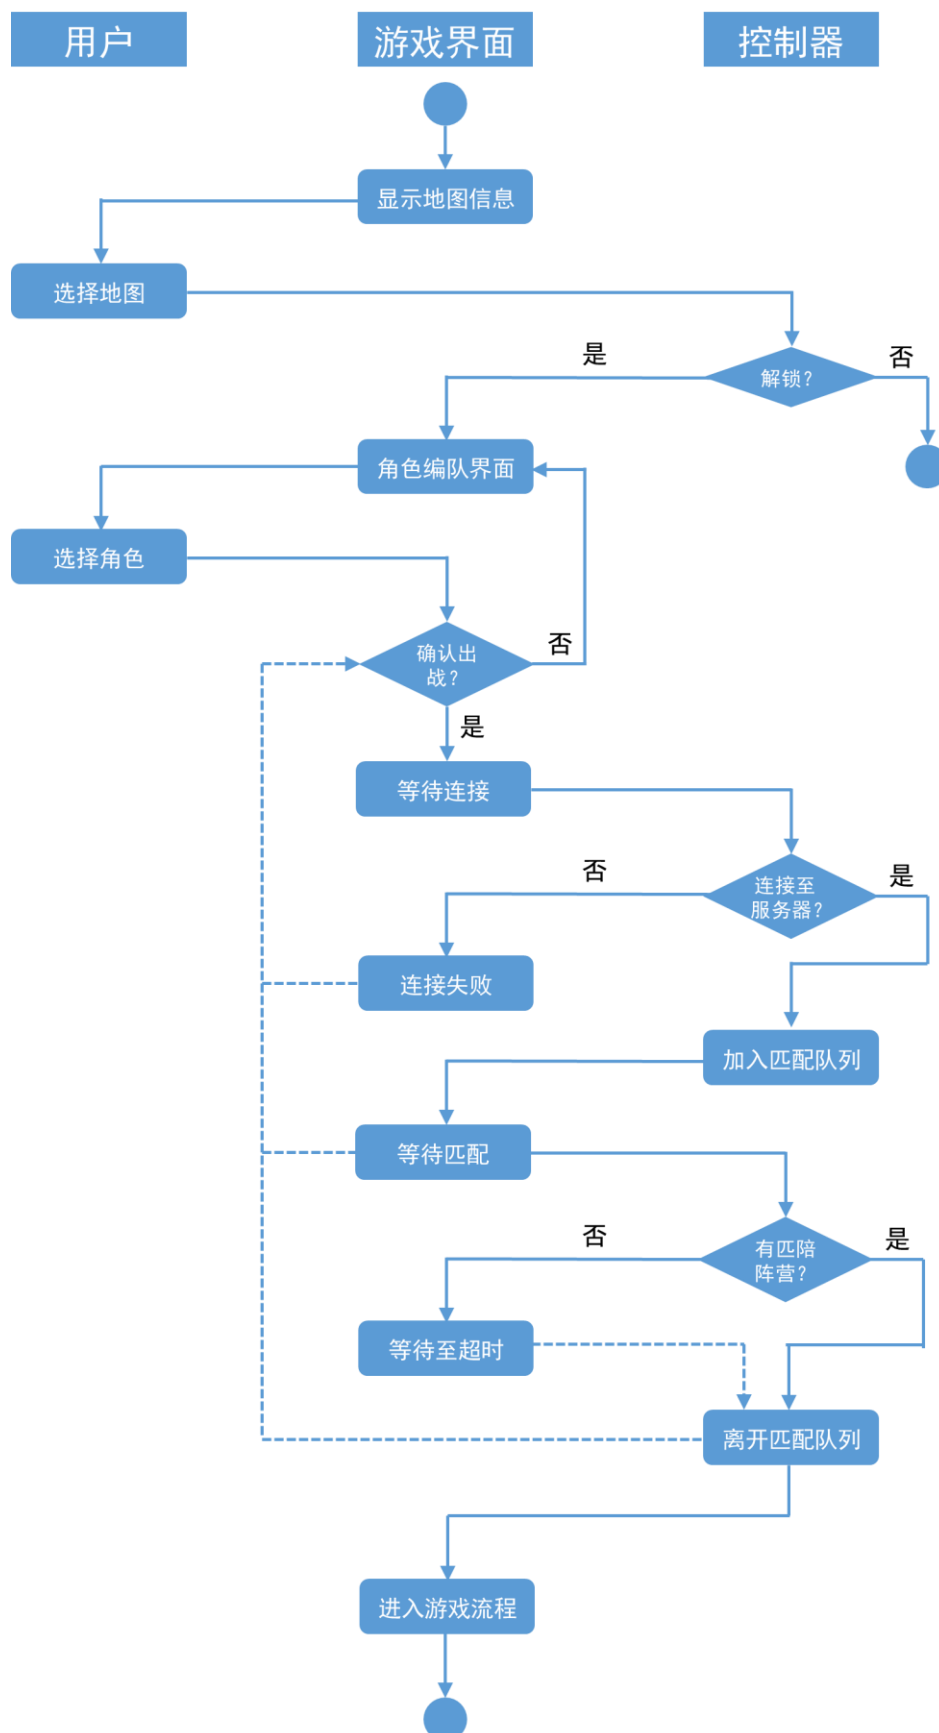 用户
游戏界面
控制器
显示地图信息
选择地图
是
否
解锁？
角色编队界面
选择角色
确认出
战？
否
是
等待连接
否
是
连接至
服务器？
连接失败
加入匹配队列
等待匹配
否
是
有匹陪
阵营？
等待至超时
离开匹配队列
进入游戏流程